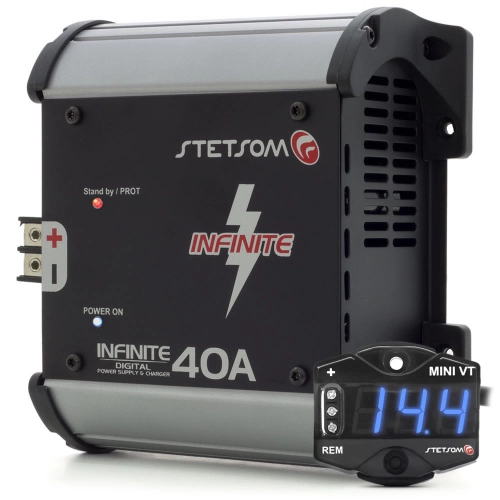 STETSOM
Stand by / PROT
INFINITE
+
-
POWER ON
INFINITE
DIGITAL
POWER SUPPLY & CHARGER
40A
+
MINI VT
14.4
REM
STETSOM